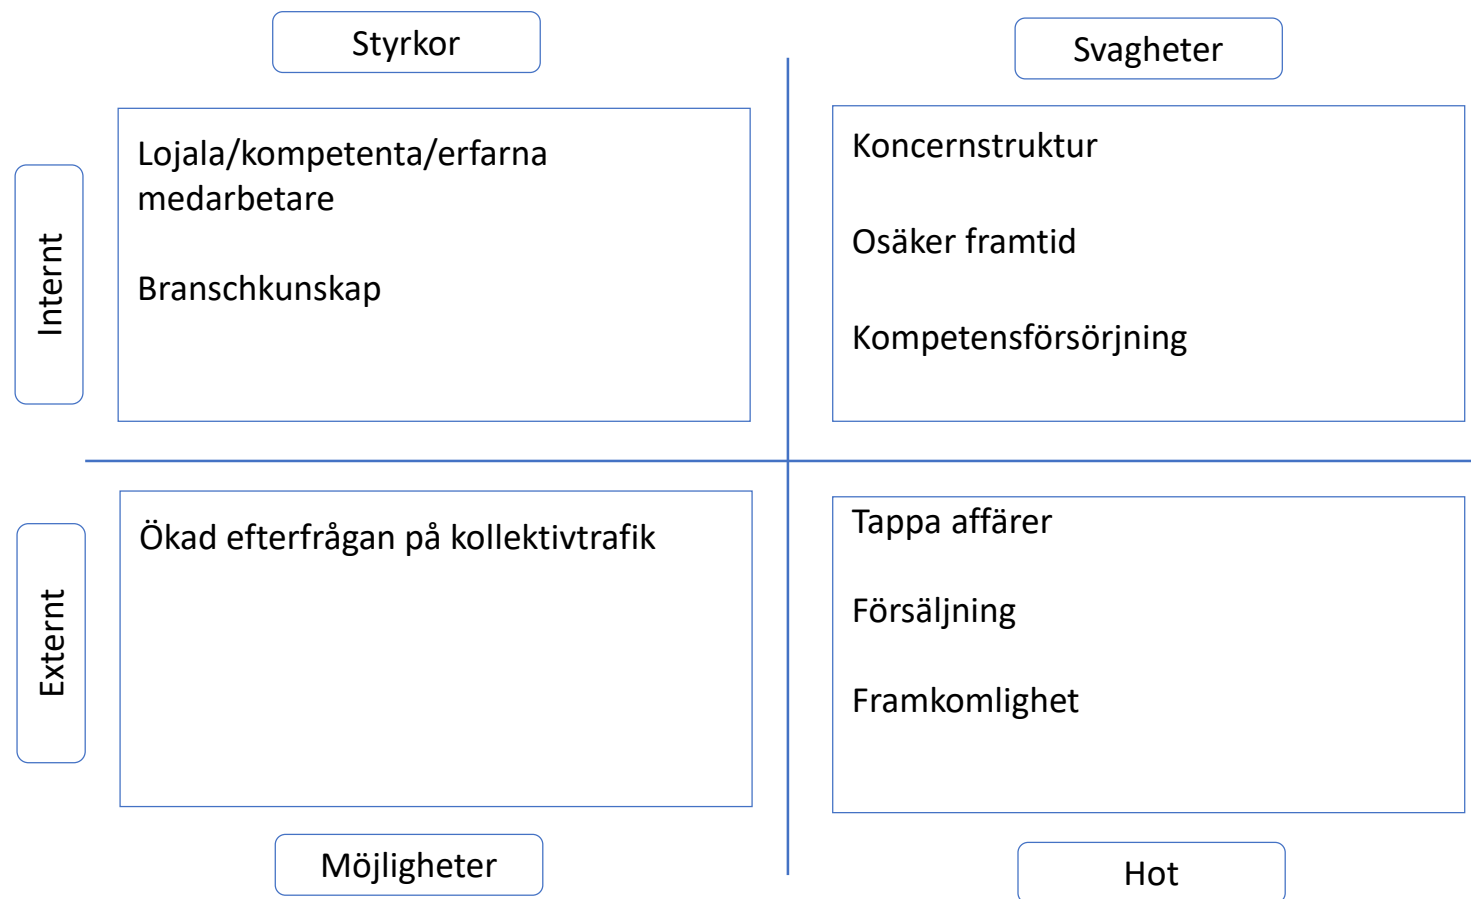 Styrkor
Svagheter
Internt
Lojala/kompetenta/erfarna
medarbetare
Branschkunskap
Koncernstruktur
Osäker framtid
Kompetensförsörjning
Externt
Ökad efterfrågan på kollektivtrafik
Tappa affärer
Försäljning
Framkomlighet
Möjligheter
Hot